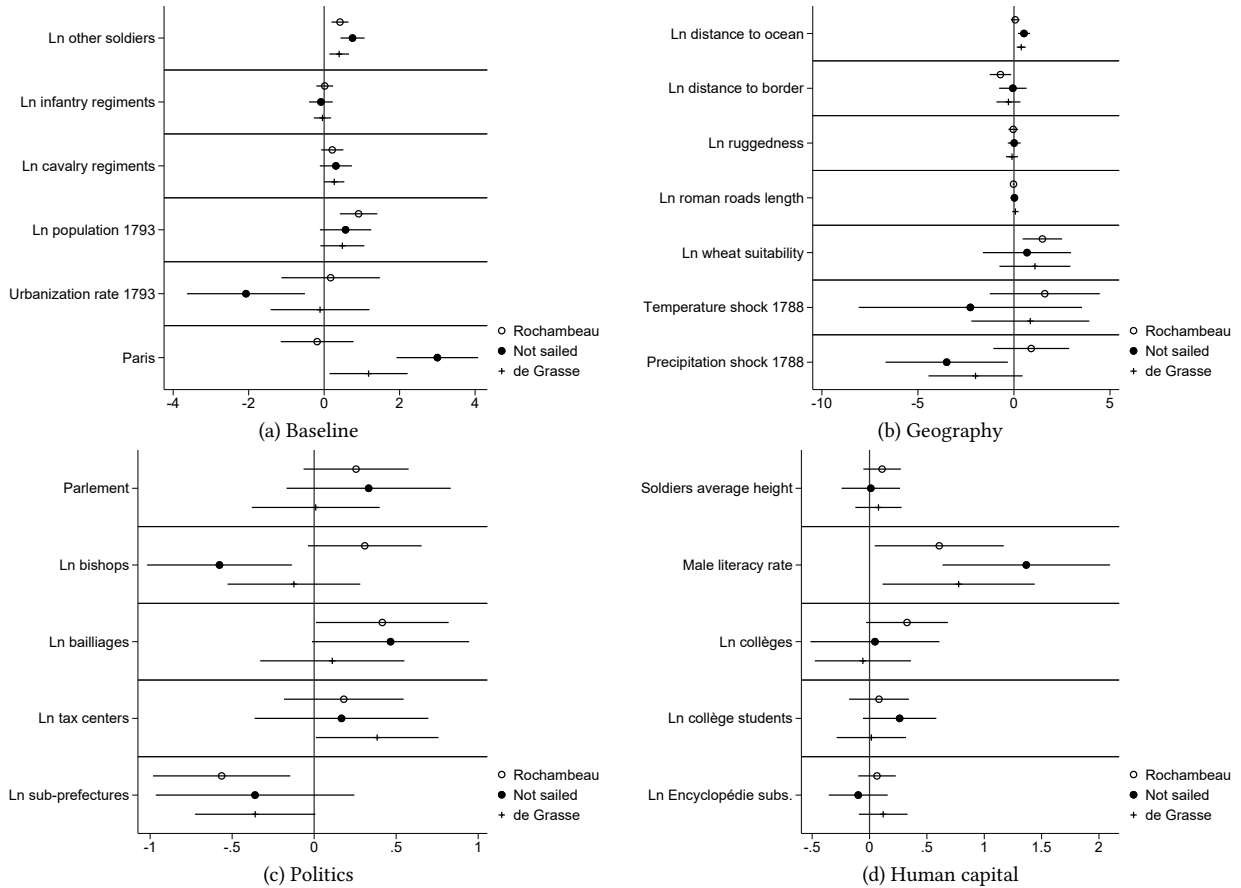 Ln other soldiers
Ln infantry regiments
Ln cavalry regiments
Ln population 1793
Urbanization rate 1793
Paris
Rochambeau
Not sailed
de Grasse
-4 -2 0 2 4
(a) Baseline
Ln distance to ocean
Ln distance to border
Ln ruggedness
Ln roman roads length
Ln wheat suitability
Temperature shock 1788
Precipitation shock 1788
Rochambeau
Not sailed
de Grasse
-10 -5 0 5
(b) Geography
Parlement
Ln bishops
Ln bailliages
Ln tax centers
Ln sub-prefectures
Rochambeau
Not sailed
de Grasse
-1 -.5 0 .5 1
(c) Politics
Soldiers average height
Male literacy rate
Ln collèges
Ln collège students
Ln Encyclopédie subs.
Rochambeau
Not sailed
de Grasse
-.5 0 .5 1 1.5 2
(d) Human capital